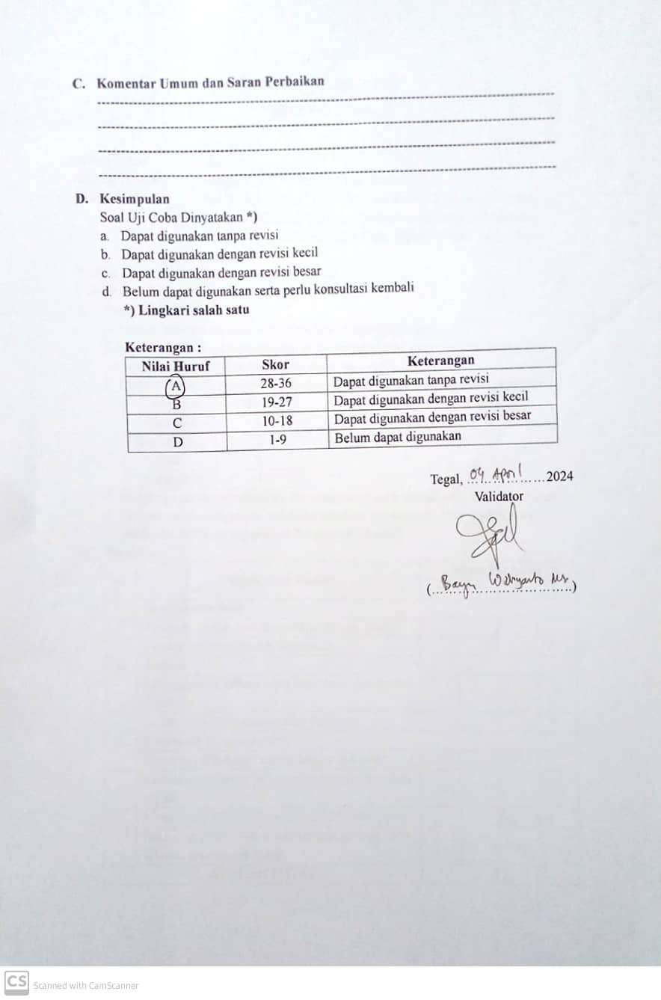 C. Komentar Umum dan Saran Perbaikan
D. Kesimpulan
Soal Uji Coba Dinyatakan *)
a. Dapat digunakan tanpa revisi
b. Dapat digunakan dengan revisi kecil
c. Dapat digunakan dengan revisi besar
d. Belum dapat digunakan serta perlu konsultasi kembali
*) Lingkari salah satu
Keterangan :
Nilai Huruf Skor Keterangan
A 28-36 Dapat digunakan tanpa revisi
B 19-27 Dapat digunakan dengan revisi kecil
C 10-18 Dapat digunakan dengan revisi besar
D 1-9 Belum dapat digunakan
Tegal, 04 April 2024
Validator
(Bayu)
CS Scanned with CamScanner